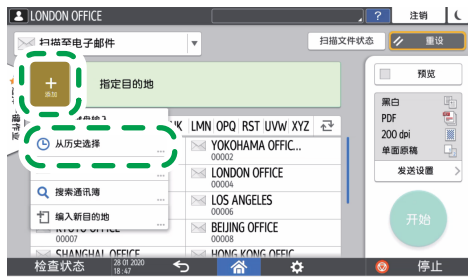 LONDON OFFICE
?
注销
扫描至电子邮件
扫描文件状态
重设
添加
指定目的地
预览
LMN OPQ RST UVW XYZ
从历史选择
YOKOHAMA OFFIC...
00002
LONDON OFFICE
00004
LOS ANGELES
00006
BEIJING OFFICE
00008
HONG KONG OFFIC
搜索通讯簿
编入新目的地
00007
SHANGHAI OFFICE
黑白
PDF
200 dpi
单面原稿
发送设置
开始
检查状态
28 01 2020
18:47
停止